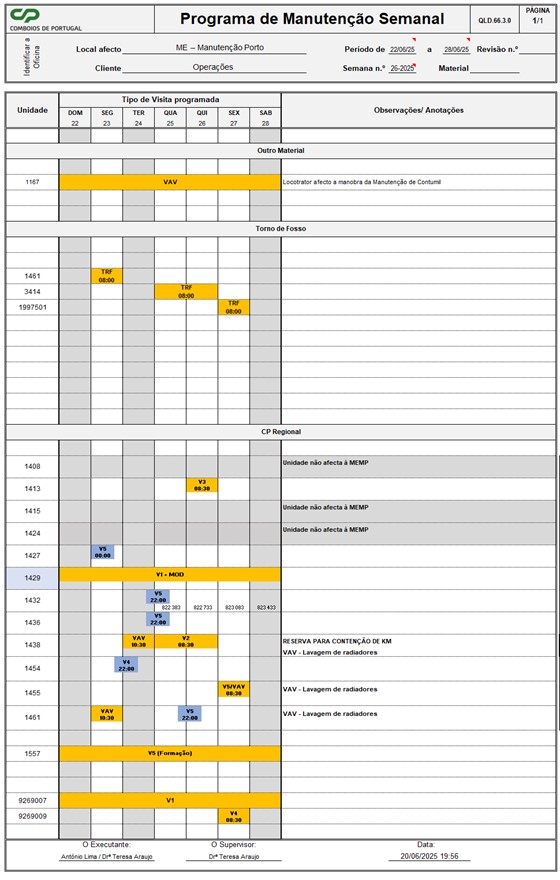 CP
COMBOIOS DE PORTUGAL
Programa de Manutenção Semanal
QLD.66.3.0
PÁGINA
1/1
Identificar a
Oficina
Local afecto ME – Manutenção Porto
Período de 22/06/25 a 28/06/25 Revisão n.º
Cliente Operações
Semana n.º 26-2025 Material
Unidade
Tipo de Visita programada
Observações/ Anotações
DOM SEG TER QUA QUI SEX SAB
22 23 24 25 26 27 28
Outro Material
1167 VAV Locotrator afecto a manobra da Manutenção de Contumil
Torno de Fosso
1461 TRF
08:00
3414 TRF
08:00
1997501 TRF
08:00
CP Regional
1408 Unidade não afecta à MEMP
1413 V3
08:30
1415 Unidade não afecta à MEMP
1424 Unidade não afecta à MEMP
1427 V5
1429 V1 + MOD
1432 V5
22:00
822 383 822 733 823 083 823 433
1436 V5
22:00
1438 VAV
10:30
V2
08:30
RESERVA PARA CONTENÇÃO DE KM
VAV - Lavagem de radiadores
1454 V4
22:00
1455 V5/VAV
08:30
VAV - Lavagem de radiadores
1461 VAV
10:30
V5
22:00
VAV - Lavagem de radiadores
1557 V5 (Formação)
9269007 V1
9269009 V4
08:30
O Executante: O Supervisor: Data:
António Lima / Drª Teresa Araujo Drª Teresa Araujo 20/06/2025 19:56